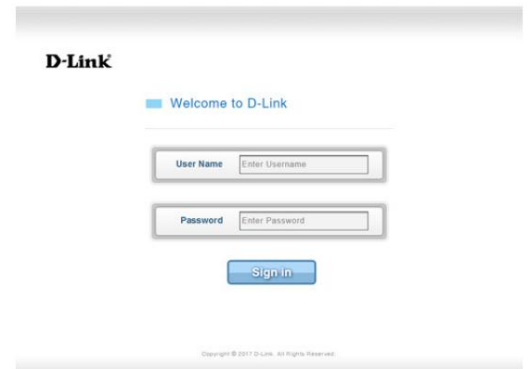 D-Link
Welcome to D-Link
User Name Enter Username
Password Enter Password
Sign in
Copyright © 2017 D-Link. All Rights Reserved.